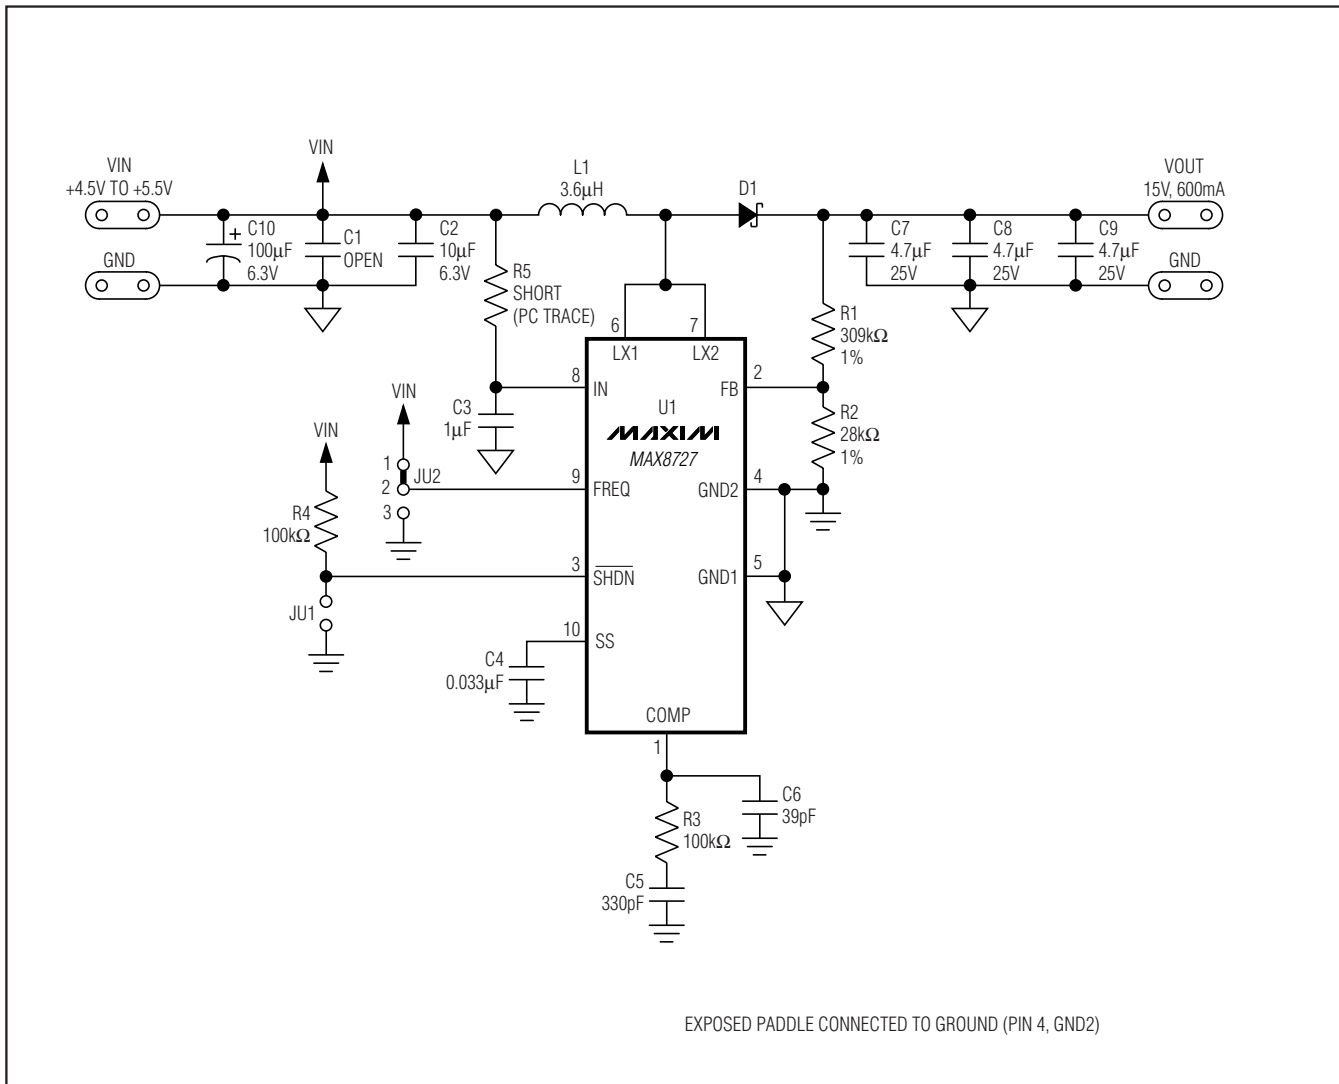 VIN
+4.5V TO +5.5V
GND
VIN
C10
100μF
6.3V
+
C1
OPEN
C2
10μF
6.3V
L1
3.6μH
D1
R5
SHORT
(PC TRACE)
C7
4.7μF
25V
C8
4.7μF
25V
C9
4.7μF
25V
VOUT
15V, 600mA
GND
R1
309kΩ
1%
R2
28kΩ
1%
6
7
LX1
LX2
8
IN
2
FB
U1
MAXIM
MAX8727
C3
1μF
VIN
1
2
3
JU2
9
FREQ
4
GND2
VIN
R4
100kΩ
3
SHDN
5
GND1
JU1
10
SS
C4
0.033μF
COMP
1
R3
100kΩ
C6
39pF
C5
330pF
EXPOSED PADDLE CONNECTED TO GROUND (PIN 4, GND2)